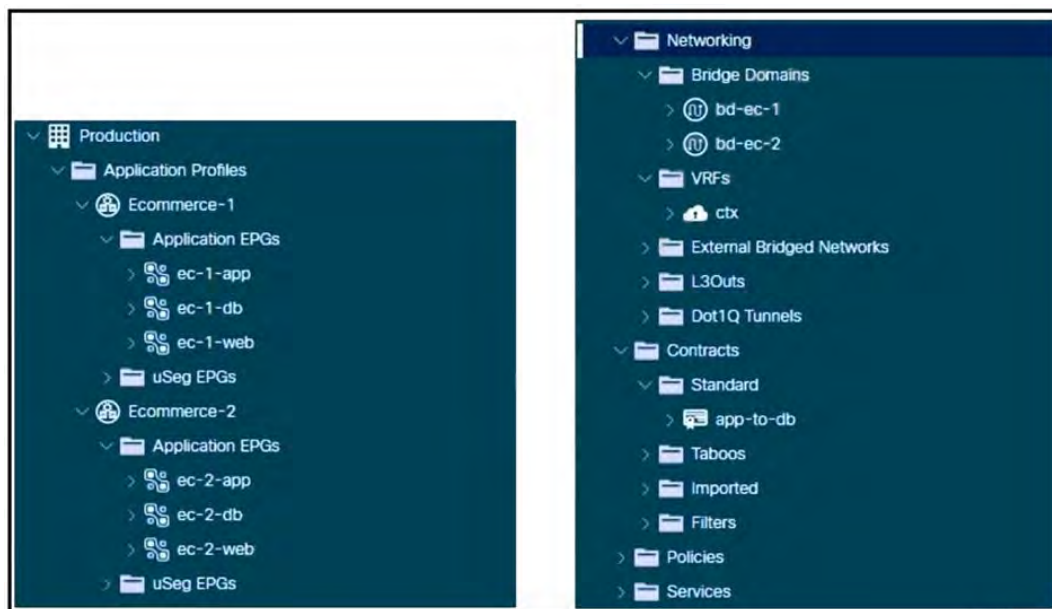 Production
Application Profiles
Ecommerce-1
Application EPGs
ec-1-app
ec-1-db
ec-1-web
uSeg EPGs
Ecommerce-2
Application EPGs
ec-2-app
ec-2-db
ec-2-web
uSeg EPGs
Networking
Bridge Domains
bd-ec-1
bd-ec-2
VRFs
ctx
External Bridged Networks
L3Outs
Dot1Q Tunnels
Contracts
Standard
app-to-db
Taboos
Imported
Filters
Policies
Services